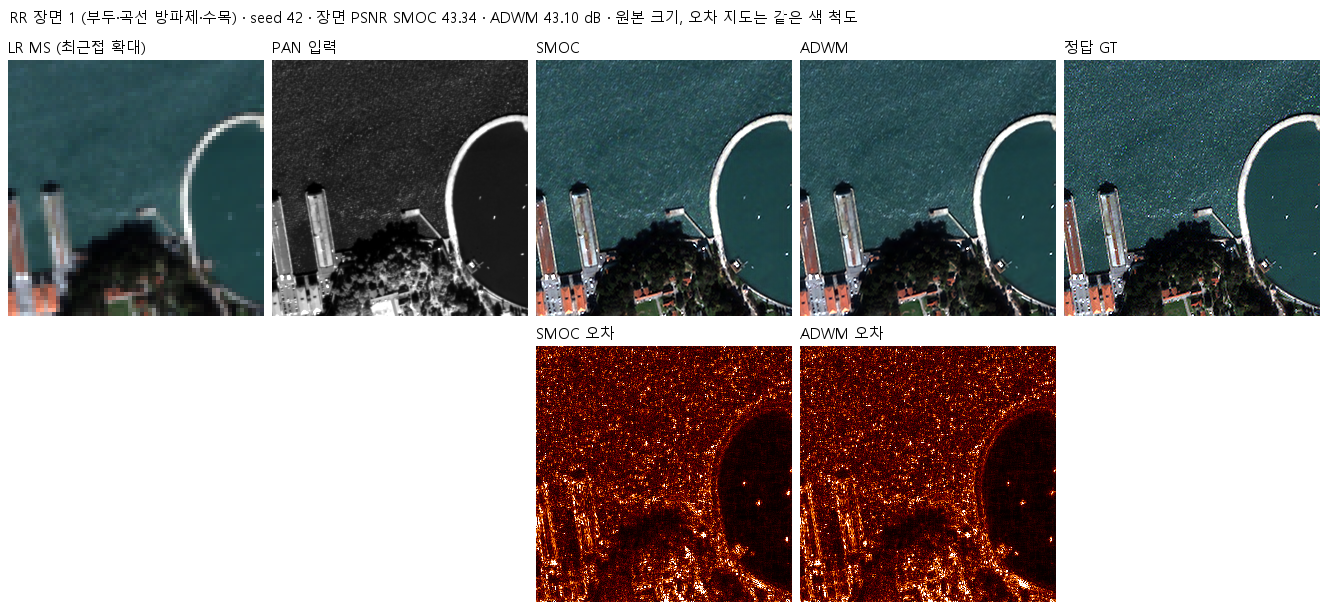 RR 장면 1 (부두·곡선 방파제·수목) · seed 42 · 장면 PSNR SMOC 43.34 · ADWM 43.10 dB · 원본 크기, 오차 지도는 같은 색 척도
LR MS (최근접 확대)
PAN 입력
SMOC
ADWM
정답 GT
SMOC 오차
ADWM 오차